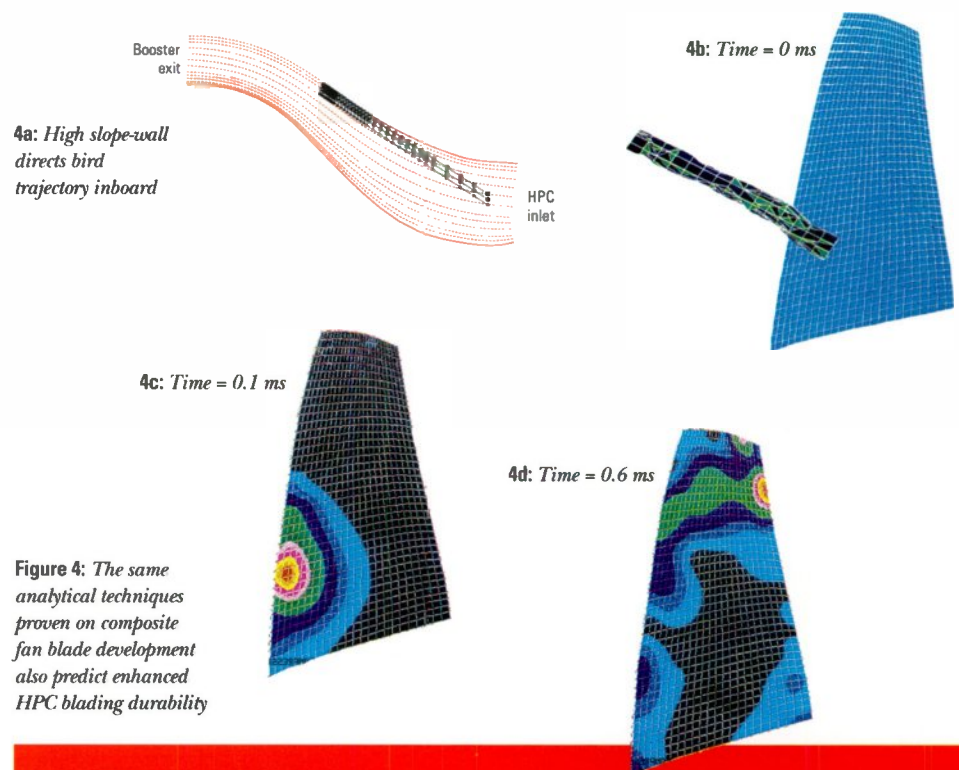 Booster
exit
4a: High slope-wall
directs bird
trajectory inboard
HPC
inlet
4b: Time = 0 ms
4c: Time = 0.1 ms
4d: Time = 0.6 ms
Figure 4: The same
analytical techniques
proven on composite
fan blade development
also predict enhanced
HPC blading durability